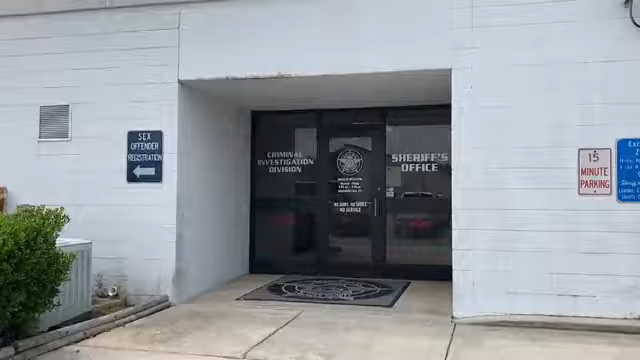 SEX
OFFENDER
REGISTRATION
CRIMINAL
INVESTIGATION
DIVISION
SHERIFF'S
OFFICE
NO SHIRT NO SHOES
NO SERVICE
15
MINUTE
PARKING